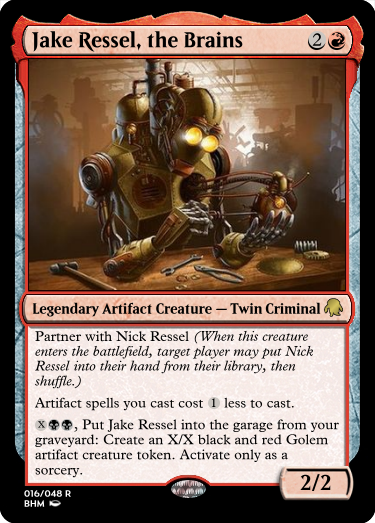 Jake Ressel, the Brains 2
Legendary Artifact Creature — Twin Criminal
Partner with Nick Ressel (When this creature
enters the battlefield, target player may put Nick
Ressel into their hand from their library, then
shuffle.)
Artifact spells you cast cost 1 less to cast.
X, Put Jake Ressel into the garage from your
graveyard: Create an X/X black and red Golem
artifact creature token. Activate only as a
sorcery.
2/2
016/048 R
BHM